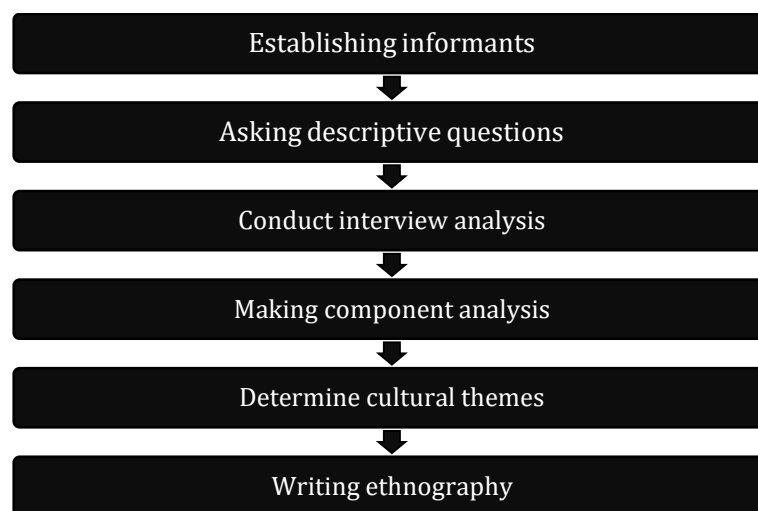 Establishing informants
Asking descriptive questions
Conduct interview analysis
Making component analysis
Determine cultural themes
Writing ethnography